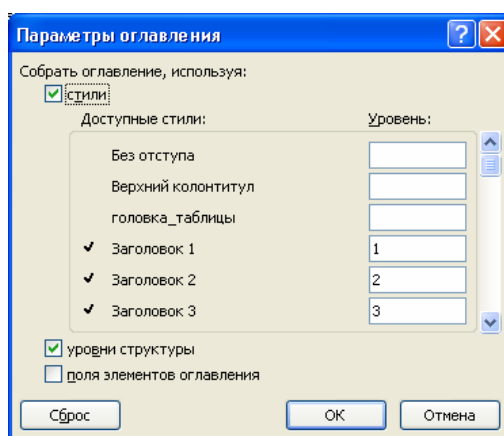 Параметры оглавления
Собрать оглавление, используя:
стили
Доступные стили: Уровень:
Без отступа
Верхний колонтитул
головка_таблицы
Заголовок 1 1
Заголовок 2 2
Заголовок 3 3
уровни структуры
поля элементов оглавления
Сброс ОК Отмена